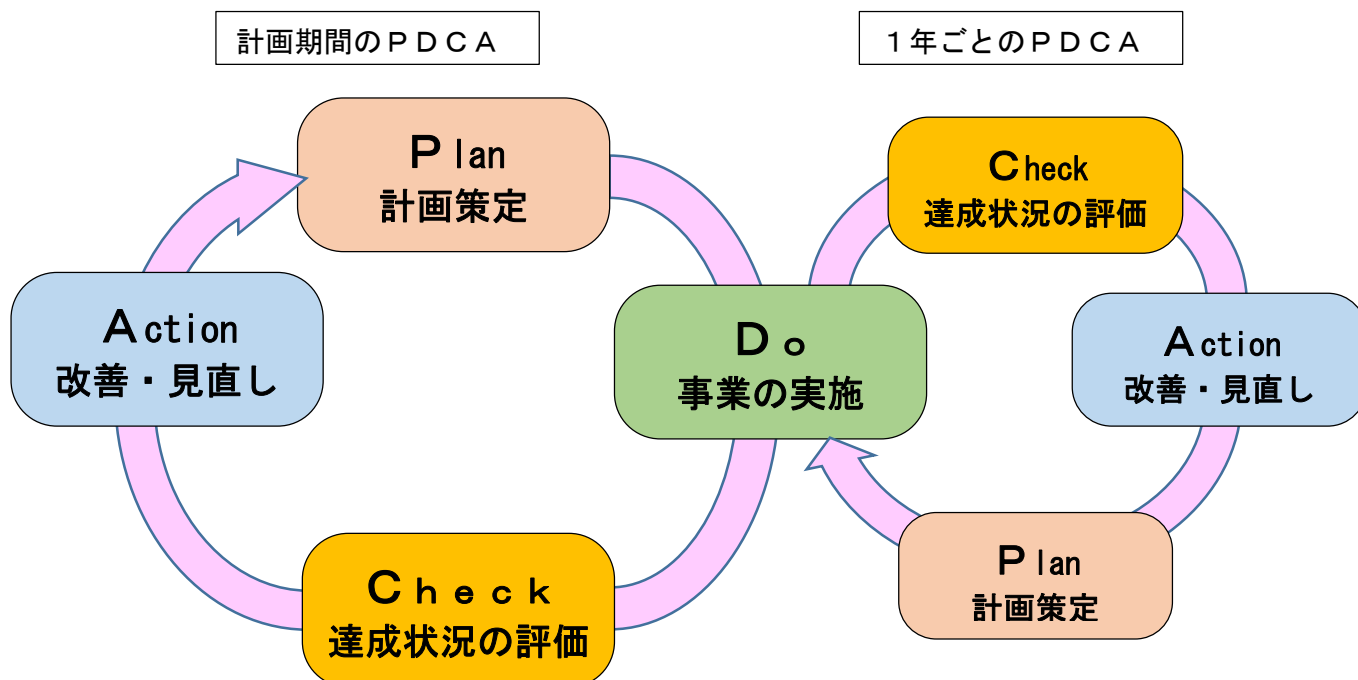 計画期間のＰＤＣＡ
１年ごとのＰＤＣＡ
Ｐlan
計画策定
Ｃheck
達成状況の評価
Ａction
改善・見直し
Ｄｏ
事業の実施
Ａction
改善・見直し
Ｃｈｅｃｋ
達成状況の評価
Ｐlan
計画策定